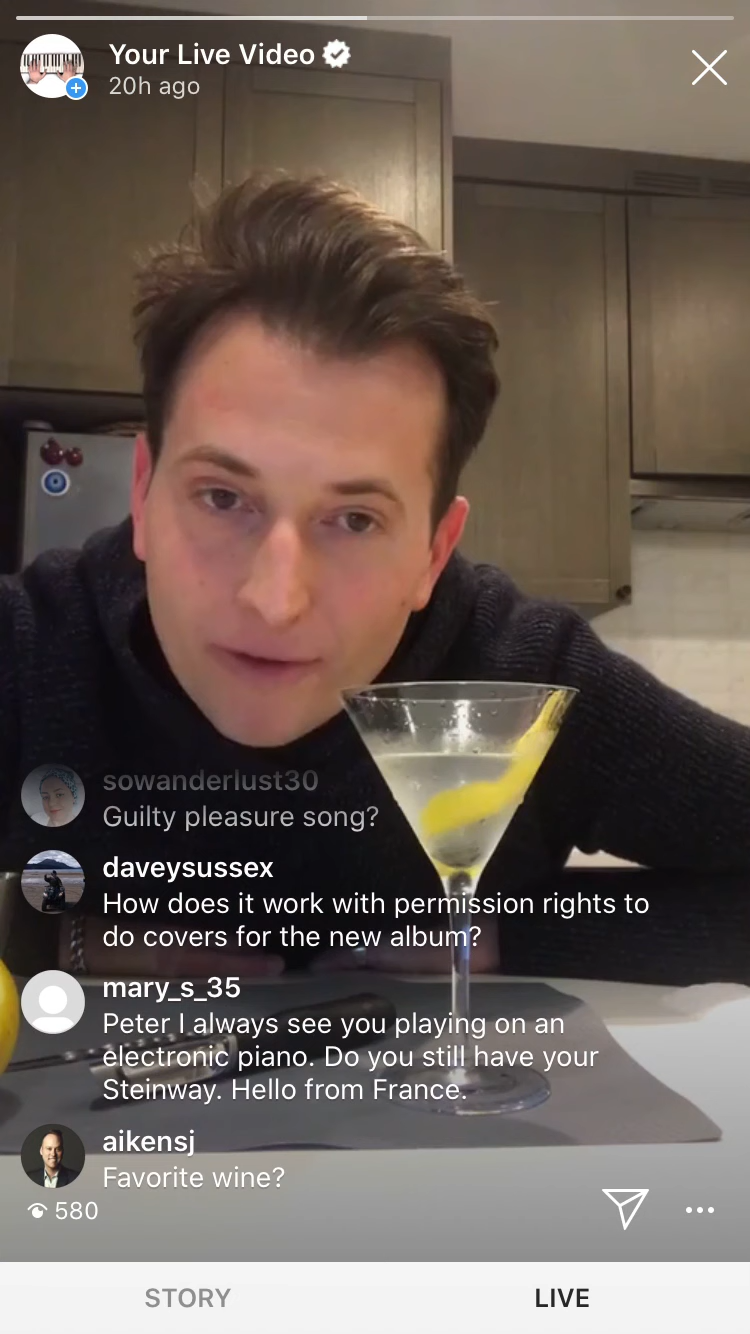 Your Live Video
20h ago
sowanderlust30
Guilty pleasure song?
daveysussex
How does it work with permission rights to
do covers for the new album?
mary_s_35
Peter I always see you playing on an
electronic piano. Do you still have your
Steinway. Hello from France.
aikensj
Favorite wine?
580
STORY
LIVE